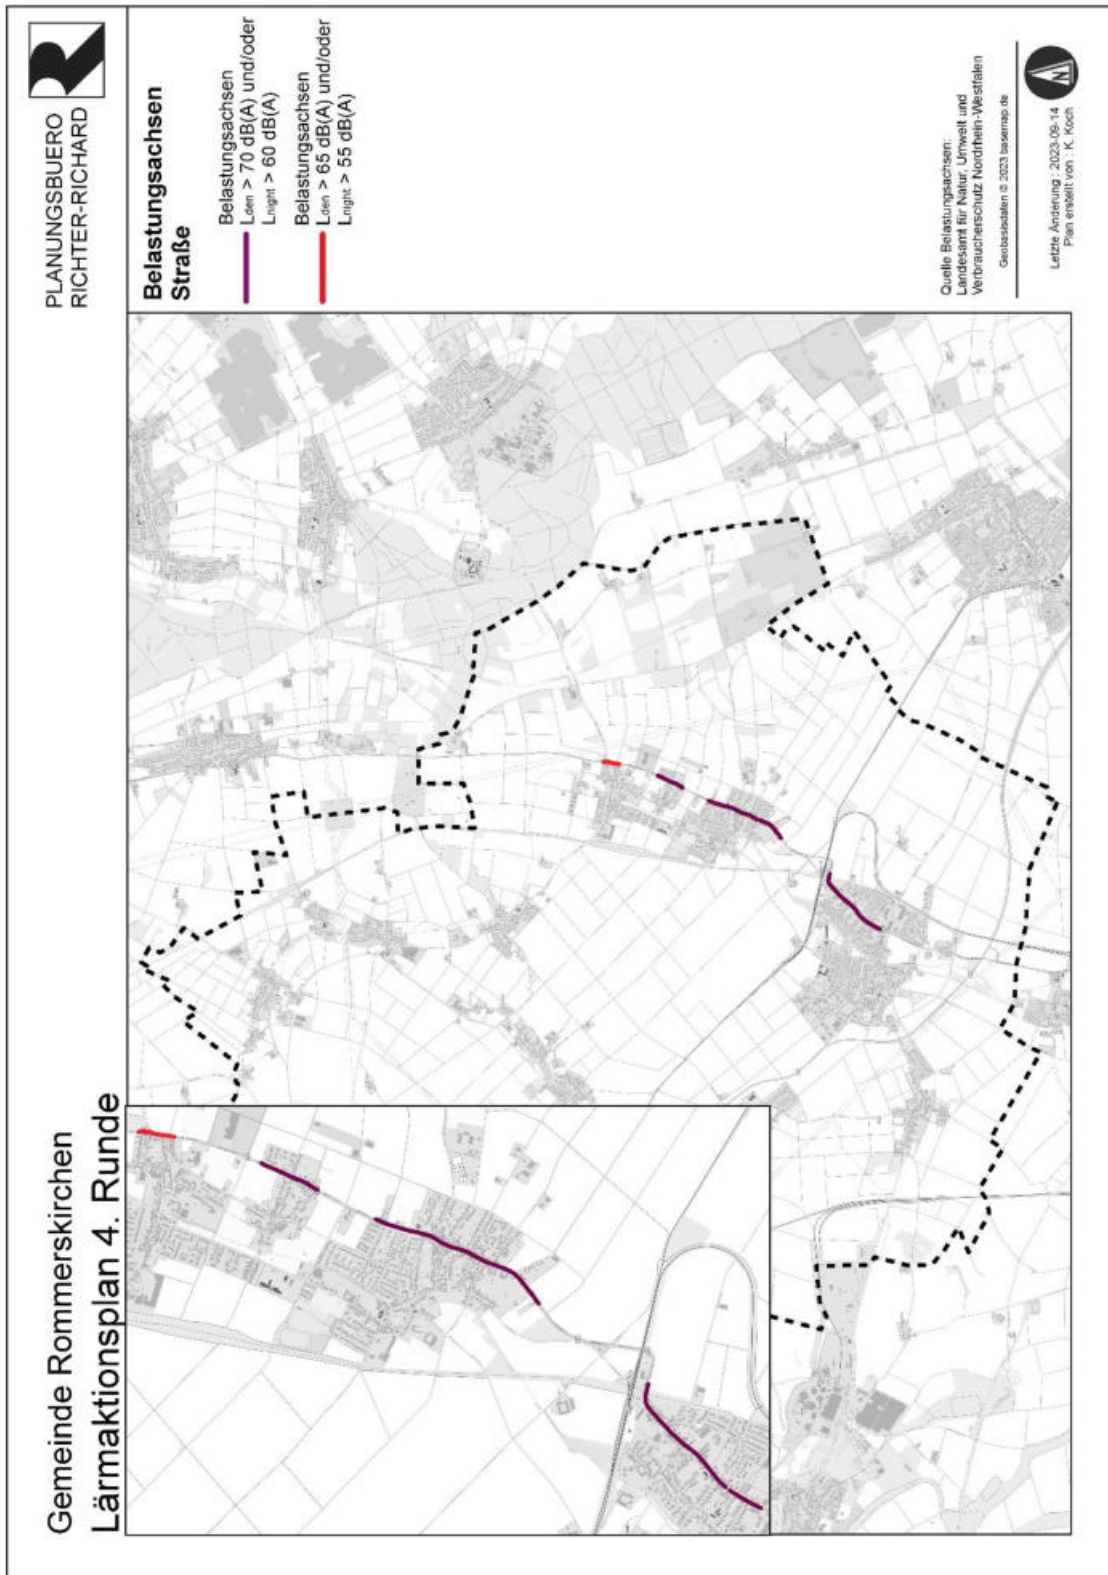 Gemeinde Rommerskirchen
Lärmaktionsplan 4. Runde
PLANUNGSBUERO
RICHTER-RICHARD
Belastungsachsen
Straße
Belastungsachsen
Lden > 70 dB(A) und/oder
Lnight > 60 dB(A)
Belastungsachsen
Lden > 65 dB(A) und/oder
Lnight > 55 dB(A)
Quelle Belastungsachsen:
Landesamt für Natur, Umwelt und
Verbraucherschutz Nordrhein-Westfalen
Geobasisdaten © 2023 basemap.de
N
Letzte Änderung : 2023-09-14
Plan erstellt von : K. Koch